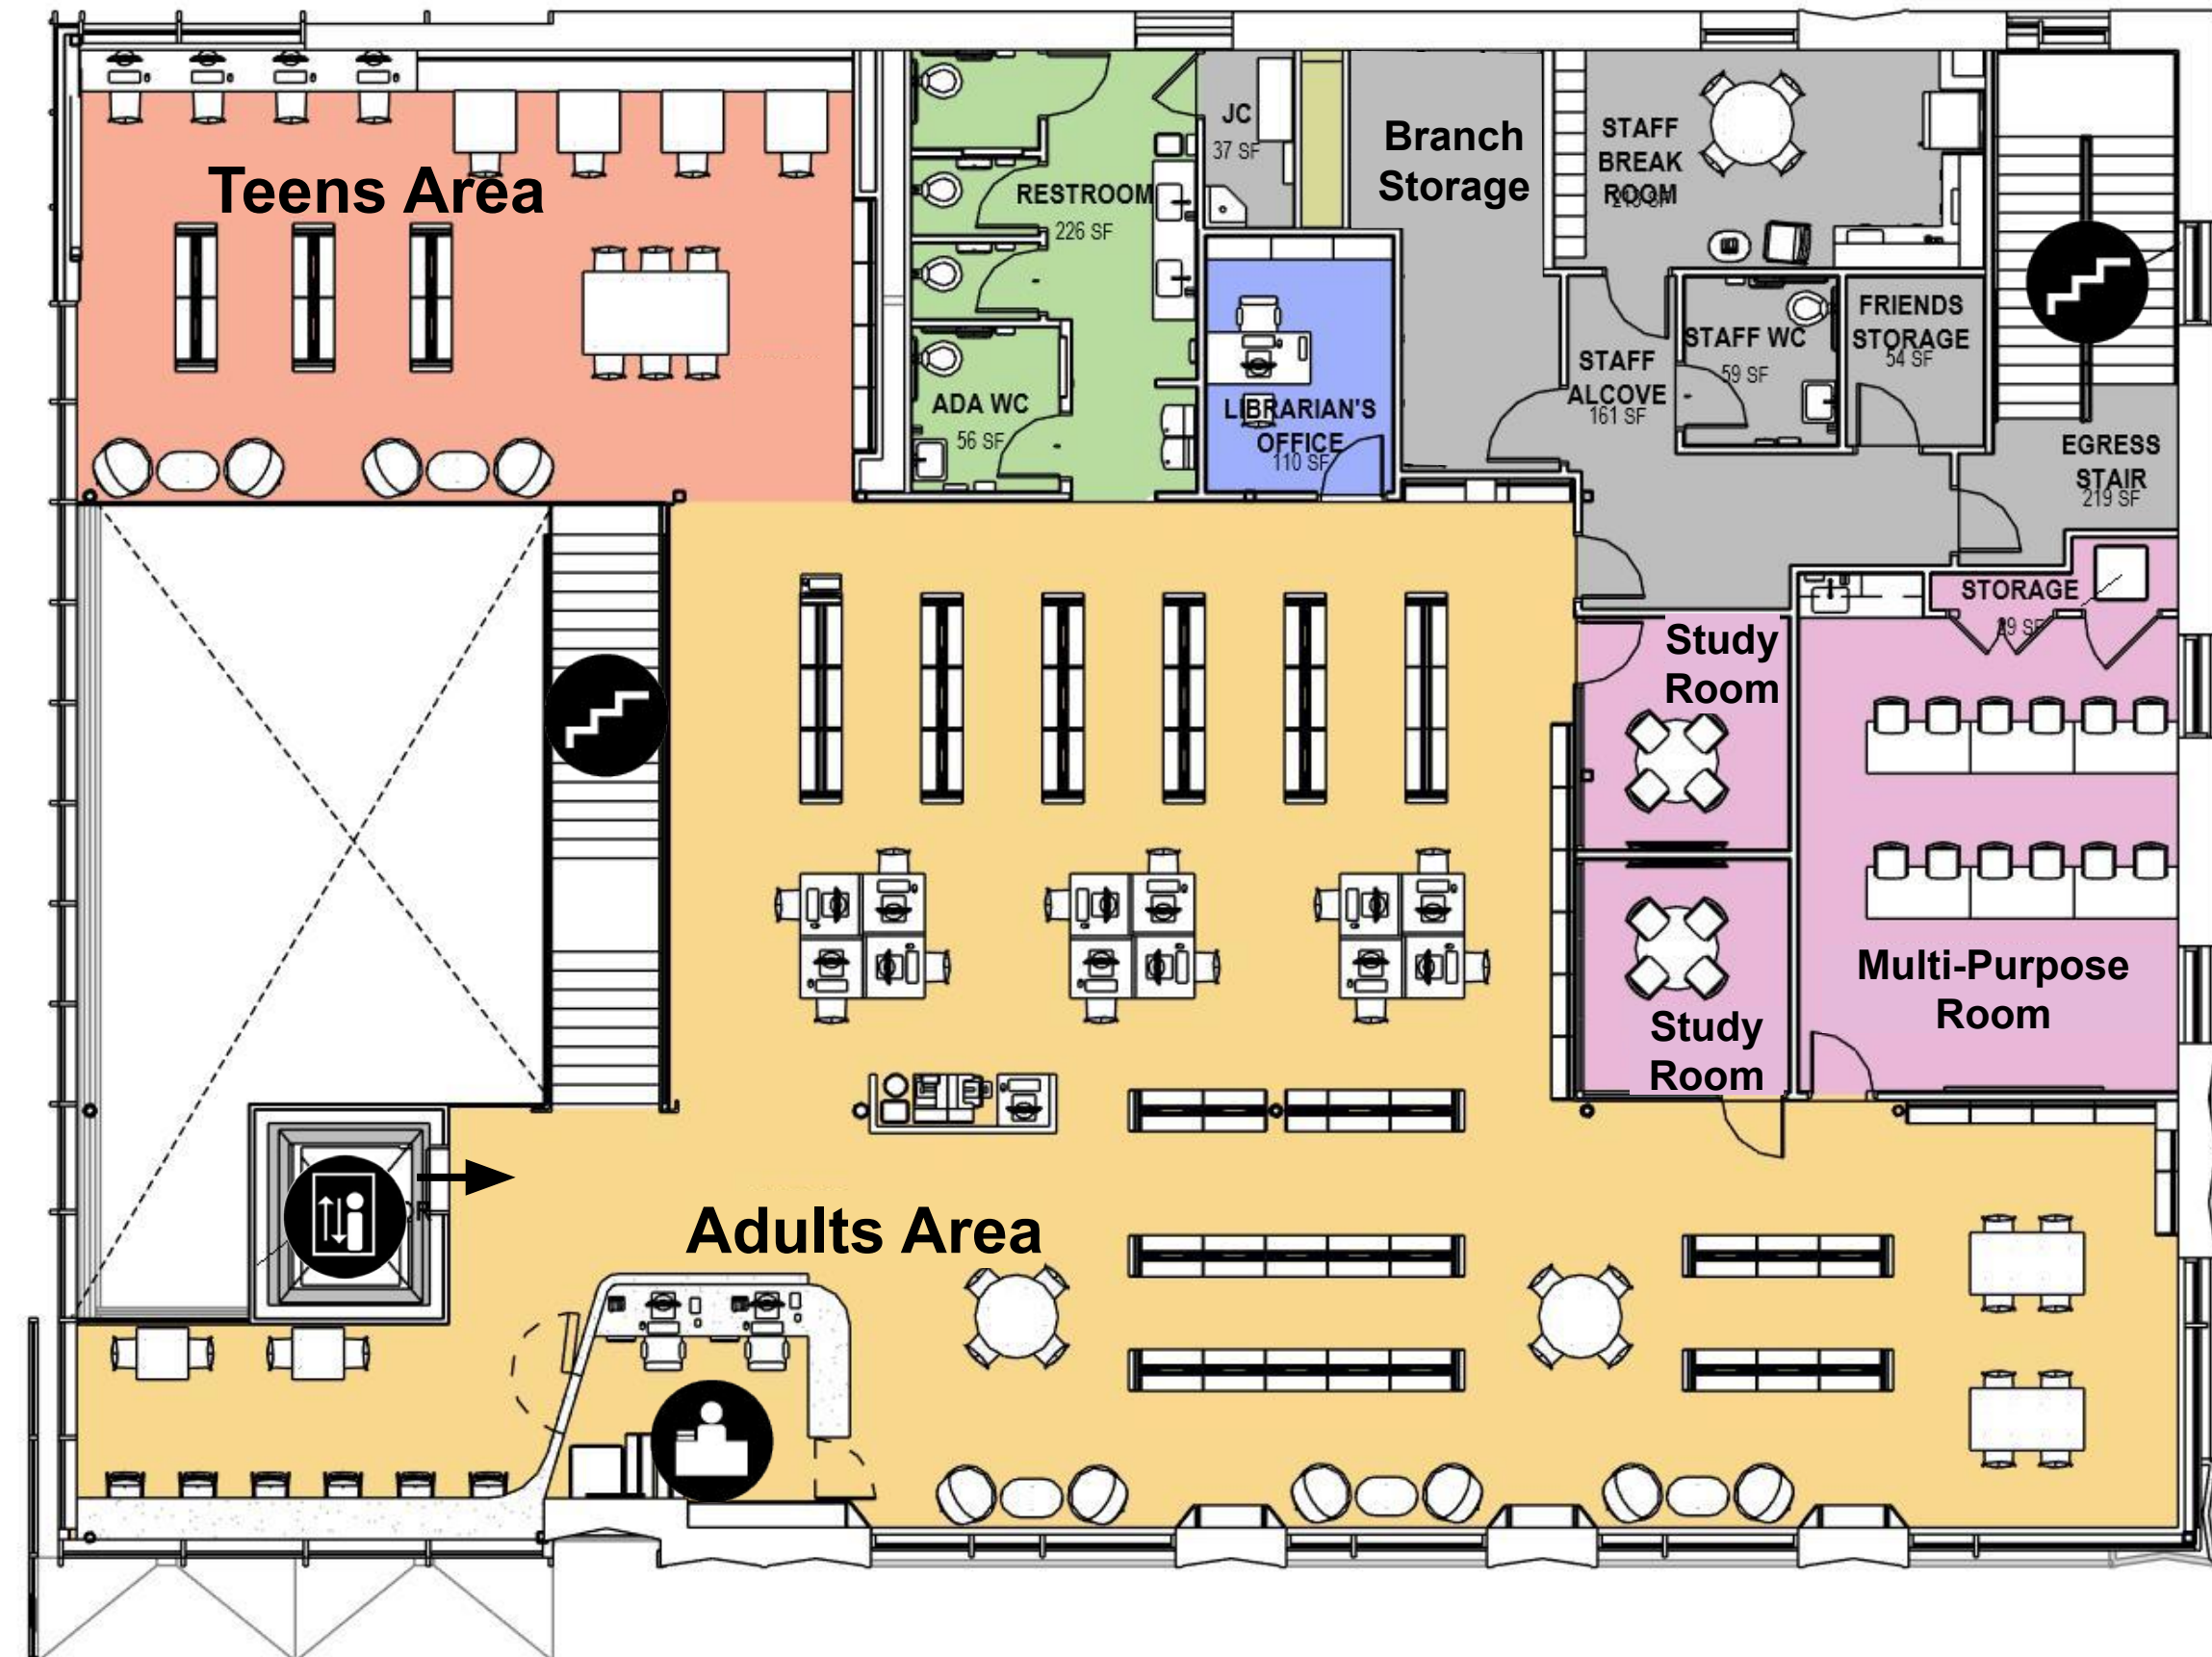 Teens Area
RESTROOM
226 SF
JC
37 SF
Branch
Storage
STAFF
BREAK
ROOM
ADA WC
56 SF
LIBRARIAN'S
OFFICE
110 SF
STAFF
ALCOVE
161 SF
STAFF WC
59 SF
FRIENDS
STORAGE
54 SF
EGRESS
STAIR
219 SF
STORAGE
Study
Room
Study
Room
Multi-Purpose
Room
Adults Area